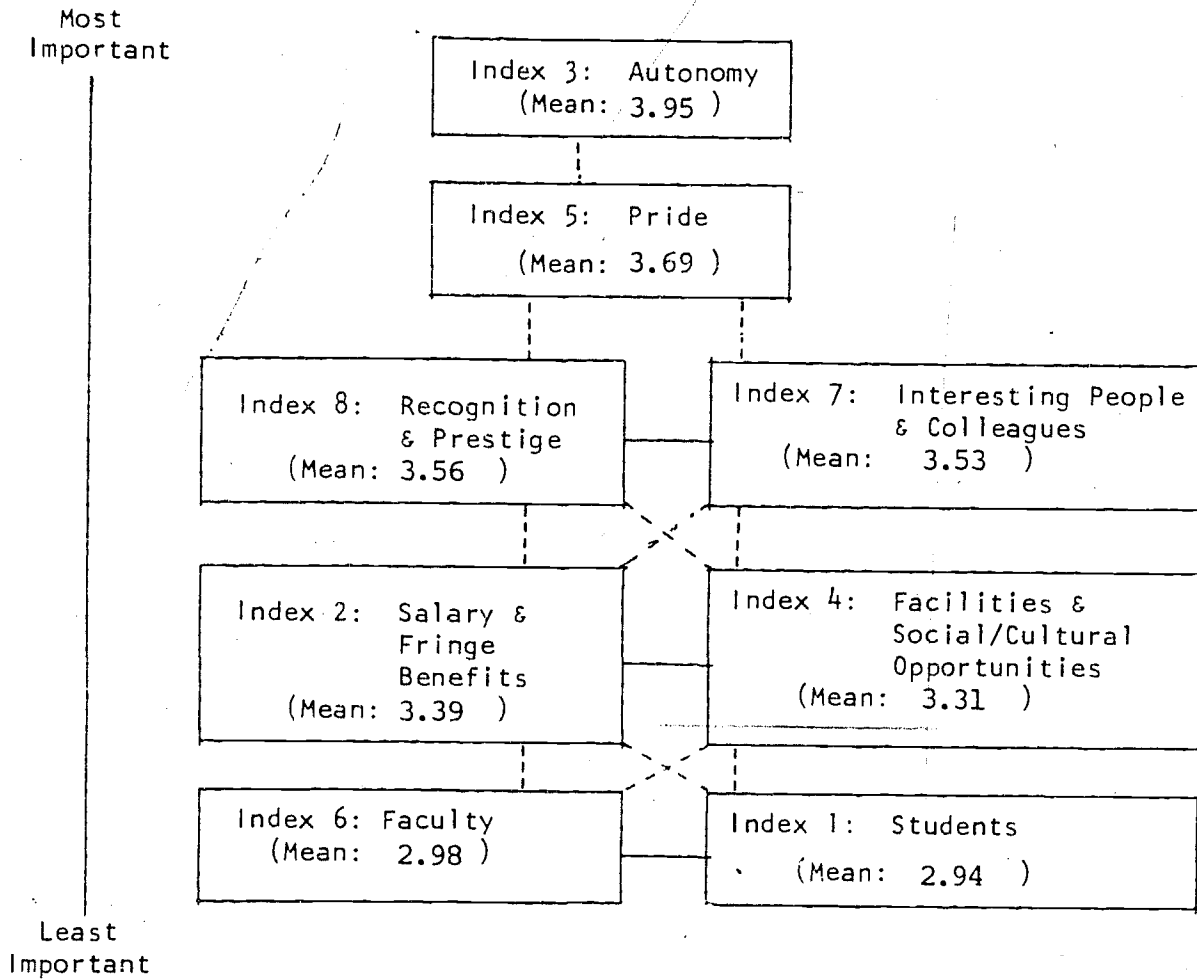 Most
Important
Index 3: Autonomy
(Mean: 3.95 )
Index 5: Pride
(Mean: 3.69 )
Index 8: Recognition
& Prestige
(Mean: 3.56 )
Index 7: Interesting People
& Colleagues
(Mean: 3.53 )
Index 2: Salary &
Fringe
Benefits
(Mean: 3.39 )
Index 4: Facilities &
Social/Cultural
Opportunities
(Mean: 3.31 )
Index 6: Faculty
(Mean: 2.98 )
Index 1: Students
(Mean: 2.94 )
Least
Important